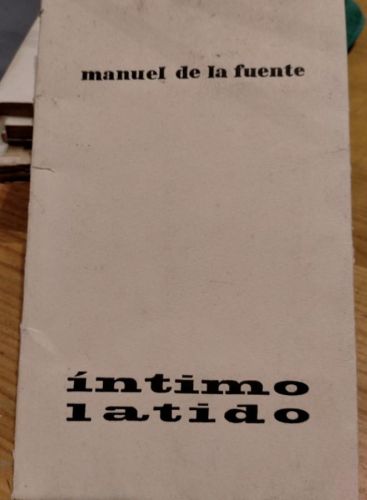 manuel de la fuente
íntimo
latido